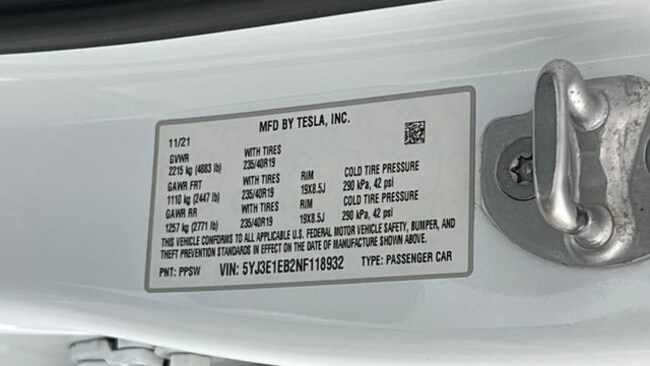 MFD BY TESLA, INC.
11/21
GVWR WITH TIRES
2215 kg (4883 lb) 235/40R19
GAWR FRT WITH TIRES RIM COLD TIRE PRESSURE
1110 kg (2447 lb) 235/40R19 19X8.5J 290 kPa, 42 psi
GAWR RR WITH TIRES RIM COLD TIRE PRESSURE
1257 kg (2771 lb) 235/40R19 19X8.5J 290 kPa, 42 psi
THIS VEHICLE CONFORMS TO ALL APPLICABLE U.S. FEDERAL MOTOR VEHICLE SAFETY, BUMPER, AND
THEFT PREVENTION STANDARDS IN EFFECT ON THE DATE OF MANUFACTURE SHOWN ABOVE.
PNT: PPSW VIN: 5YJ3E1EB2NF118932 TYPE: PASSENGER CAR